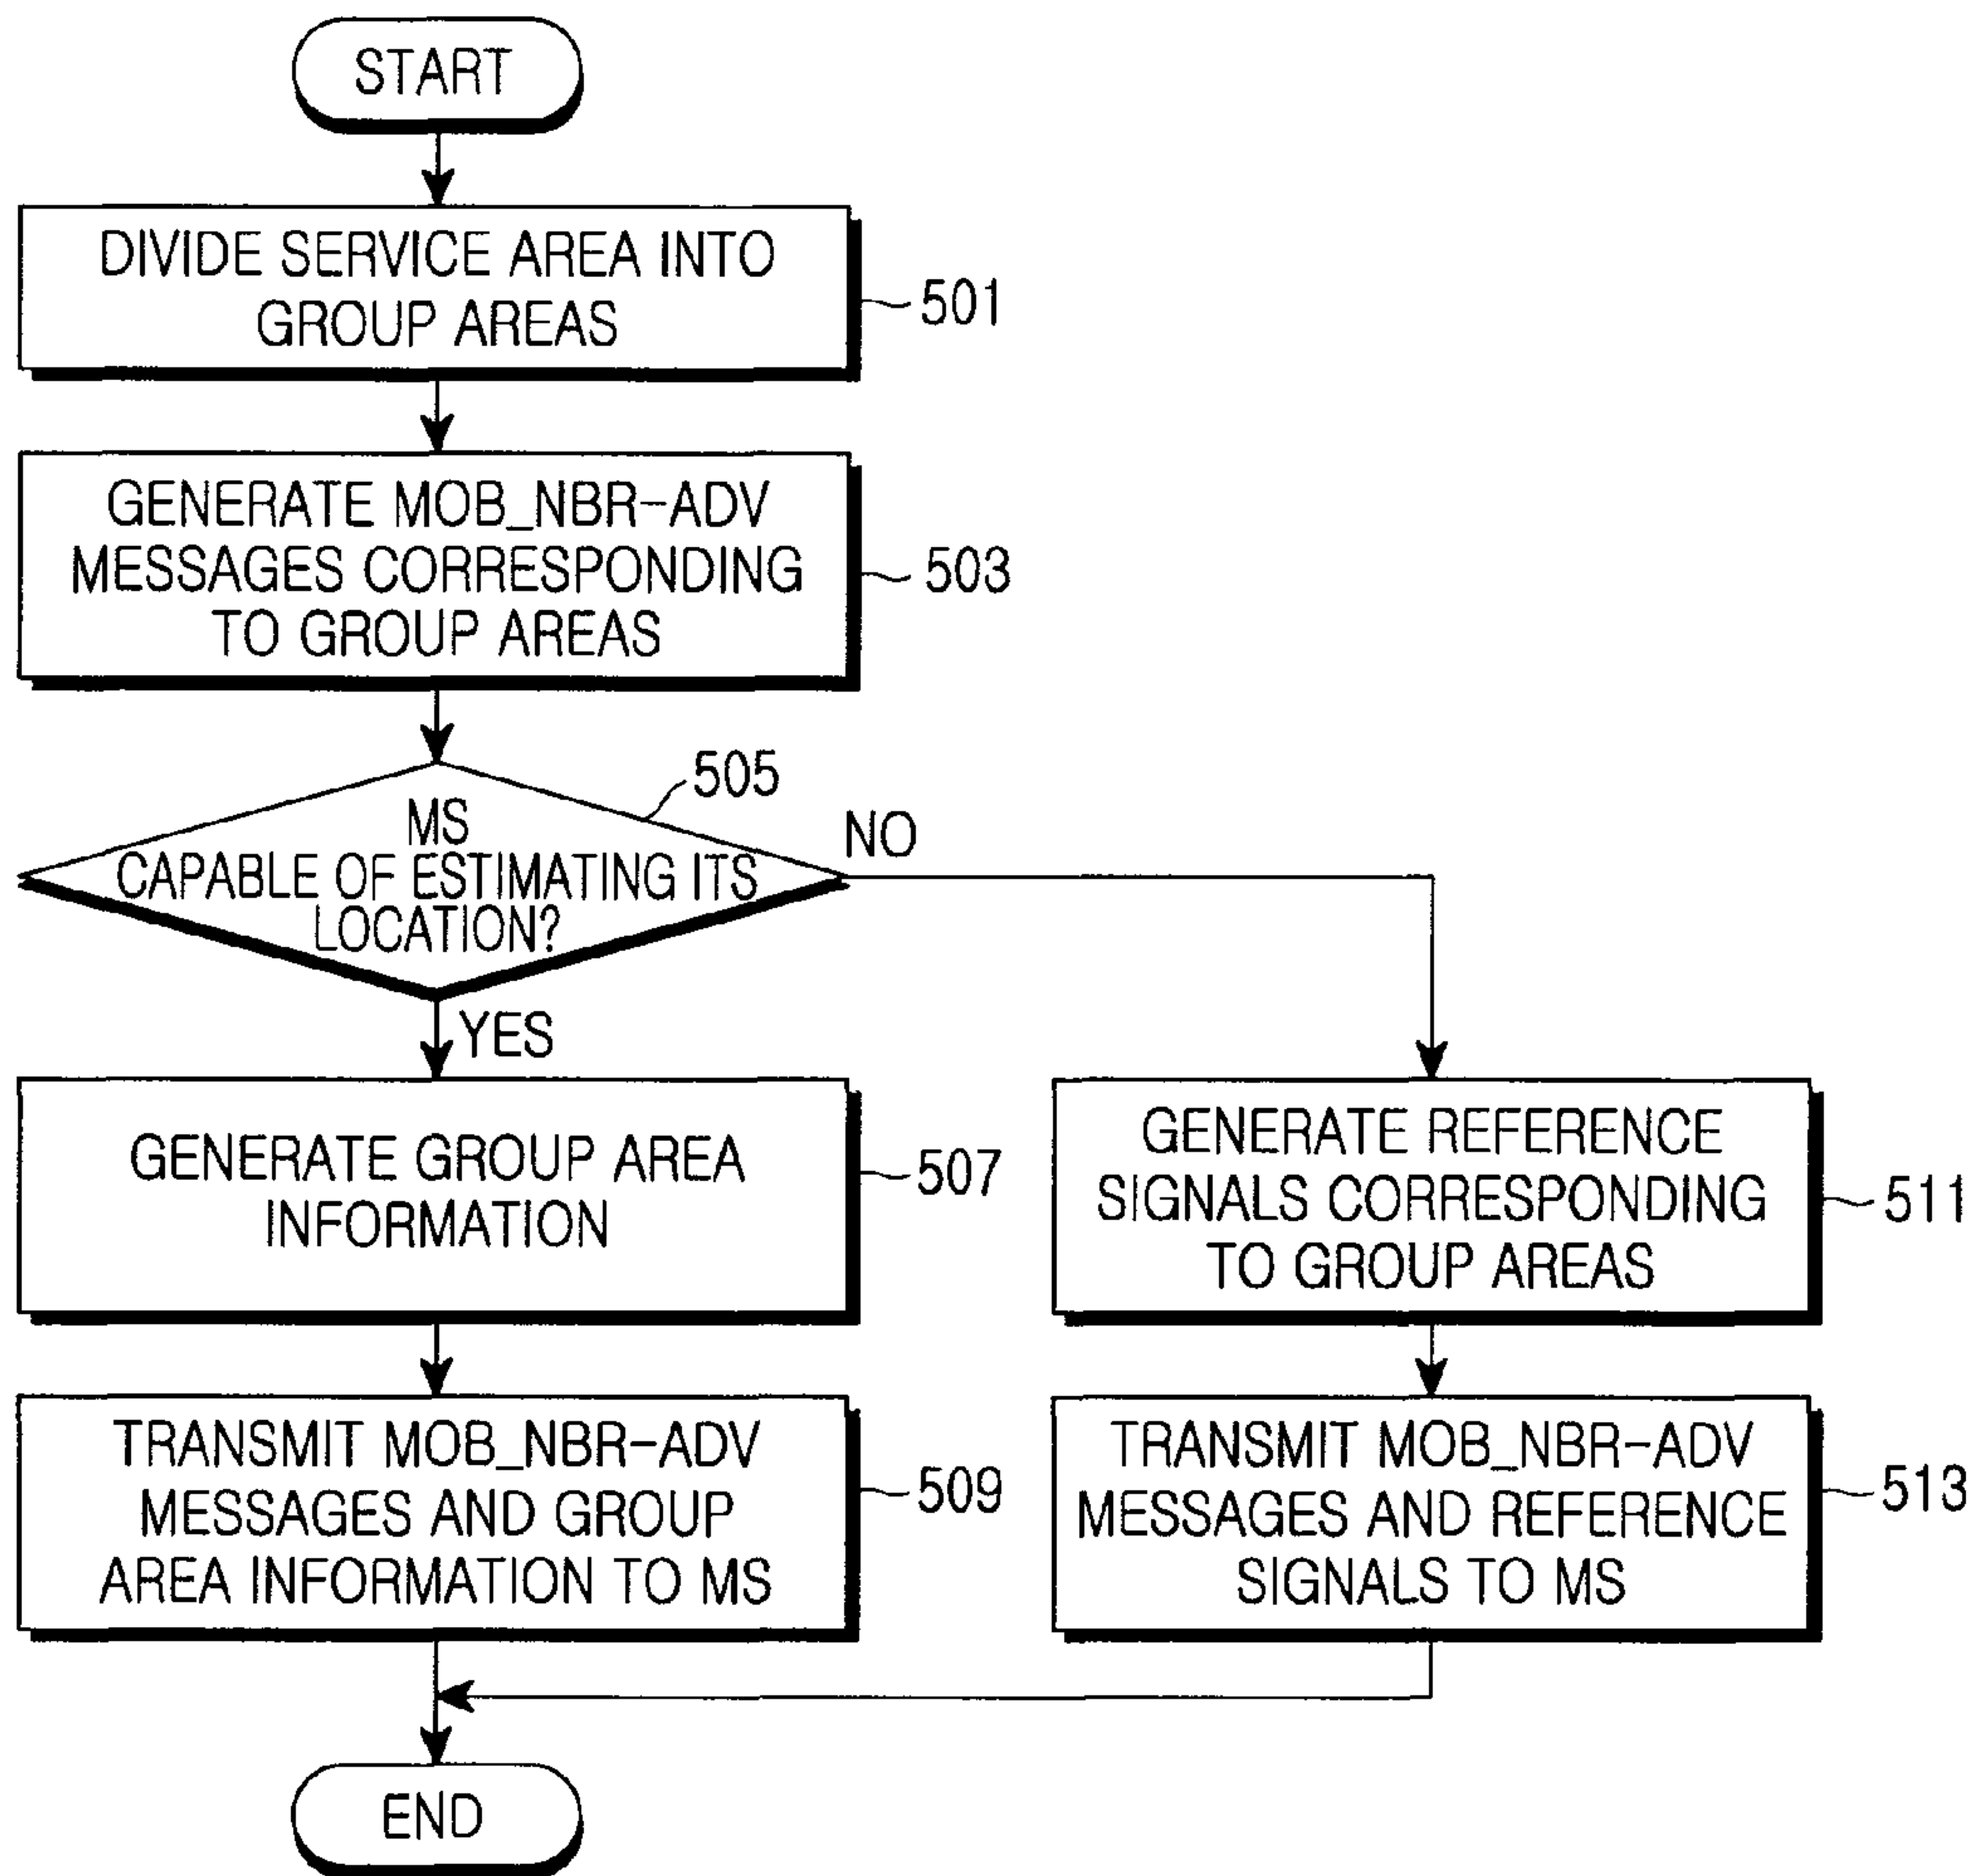 START
DIVIDE SERVICE AREA INTO
GROUP AREAS
501
GENERATE MOB_NBR-ADV
MESSAGES CORRESPONDING
TO GROUP AREAS
503
505
MS
CAPABLE OF ESTIMATING ITS
LOCATION?
NO
YES
GENERATE GROUP AREA
INFORMATION
507
GENERATE REFERENCE
SIGNALS CORRESPONDING
TO GROUP AREAS
511
TRANSMIT MOB_NBR-ADV
MESSAGES AND GROUP
AREA INFORMATION TO MS
509
TRANSMIT MOB_NBR-ADV
MESSAGES AND REFERENCE
SIGNALS TO MS
513
END